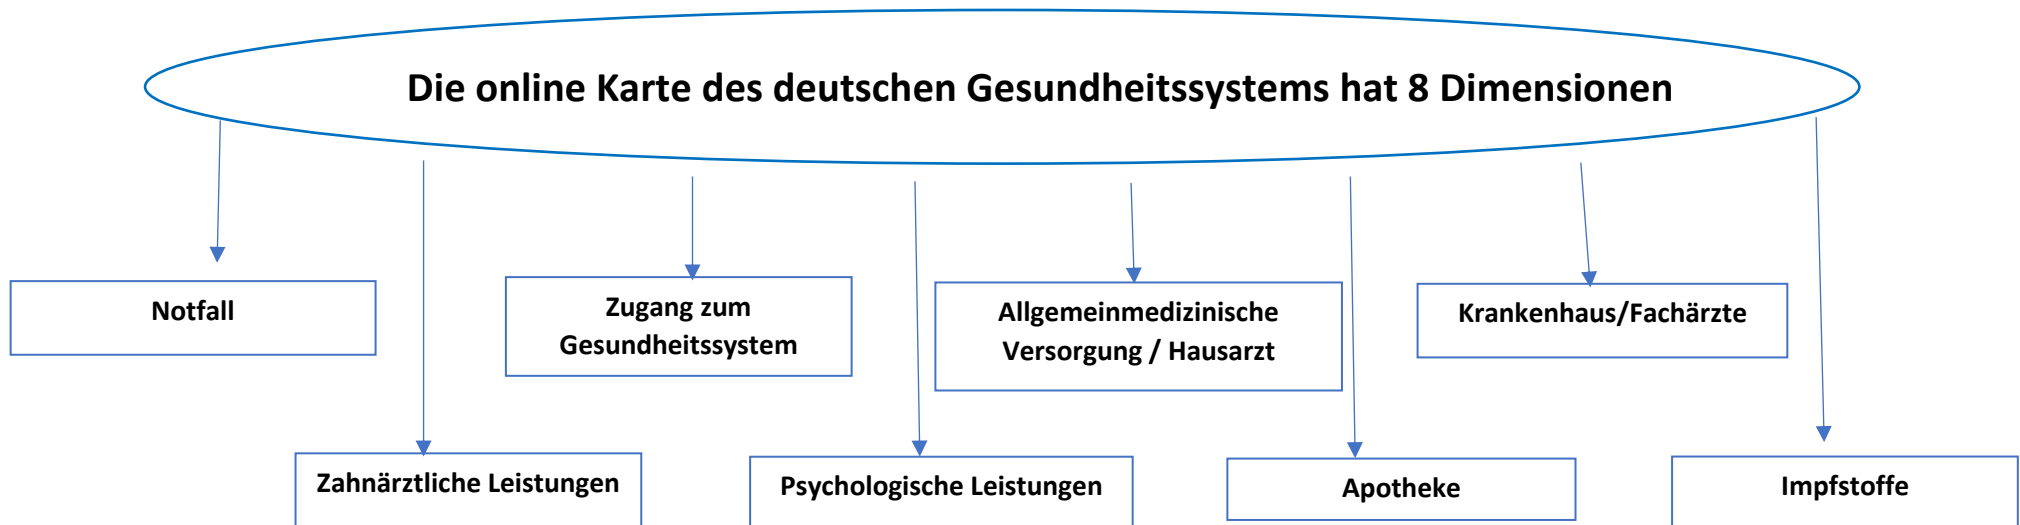 Die online Karte des deutschen Gesundheitssystems hat 8 Dimensionen
Notfall
Zugang zum
Gesundheitssystem
Allgemeinmedizinische
Versorgung / Hausarzt
Krankenhaus/Fachärzte
Zahnärztliche Leistungen
Psychologische Leistungen
Apotheke
Impfstoffe